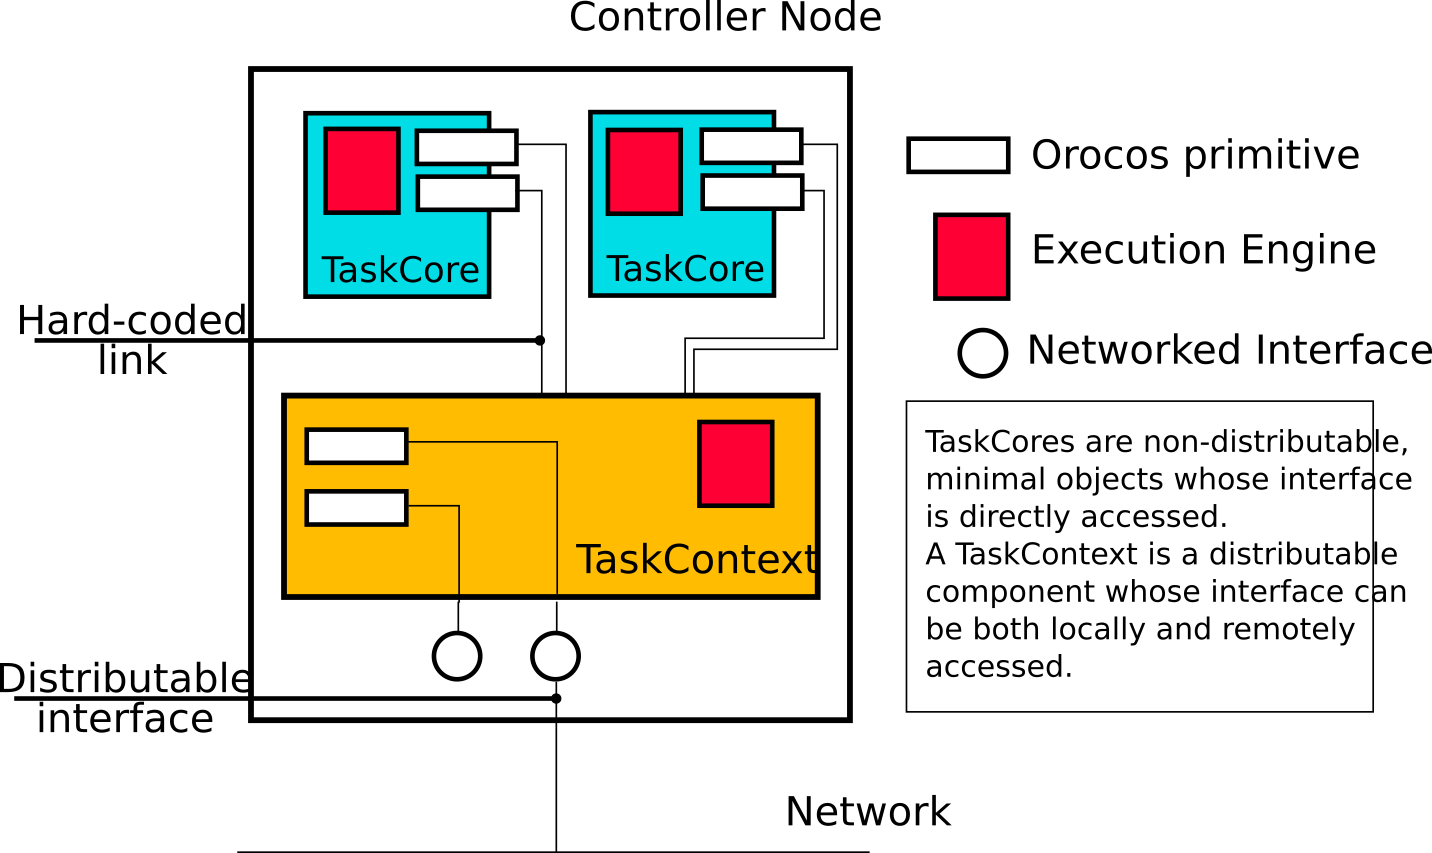 Controller Node
TaskCore
TaskCore
Hard-coded
link
TaskContext
Distributable
interface
Network
Orocos primitive
Execution Engine
Networked Interface
TaskCores are non-distributable,
minimal objects whose interface
is directly accessed.
A TaskContext is a distributable
component whose interface can
be both locally and remotely
accessed.